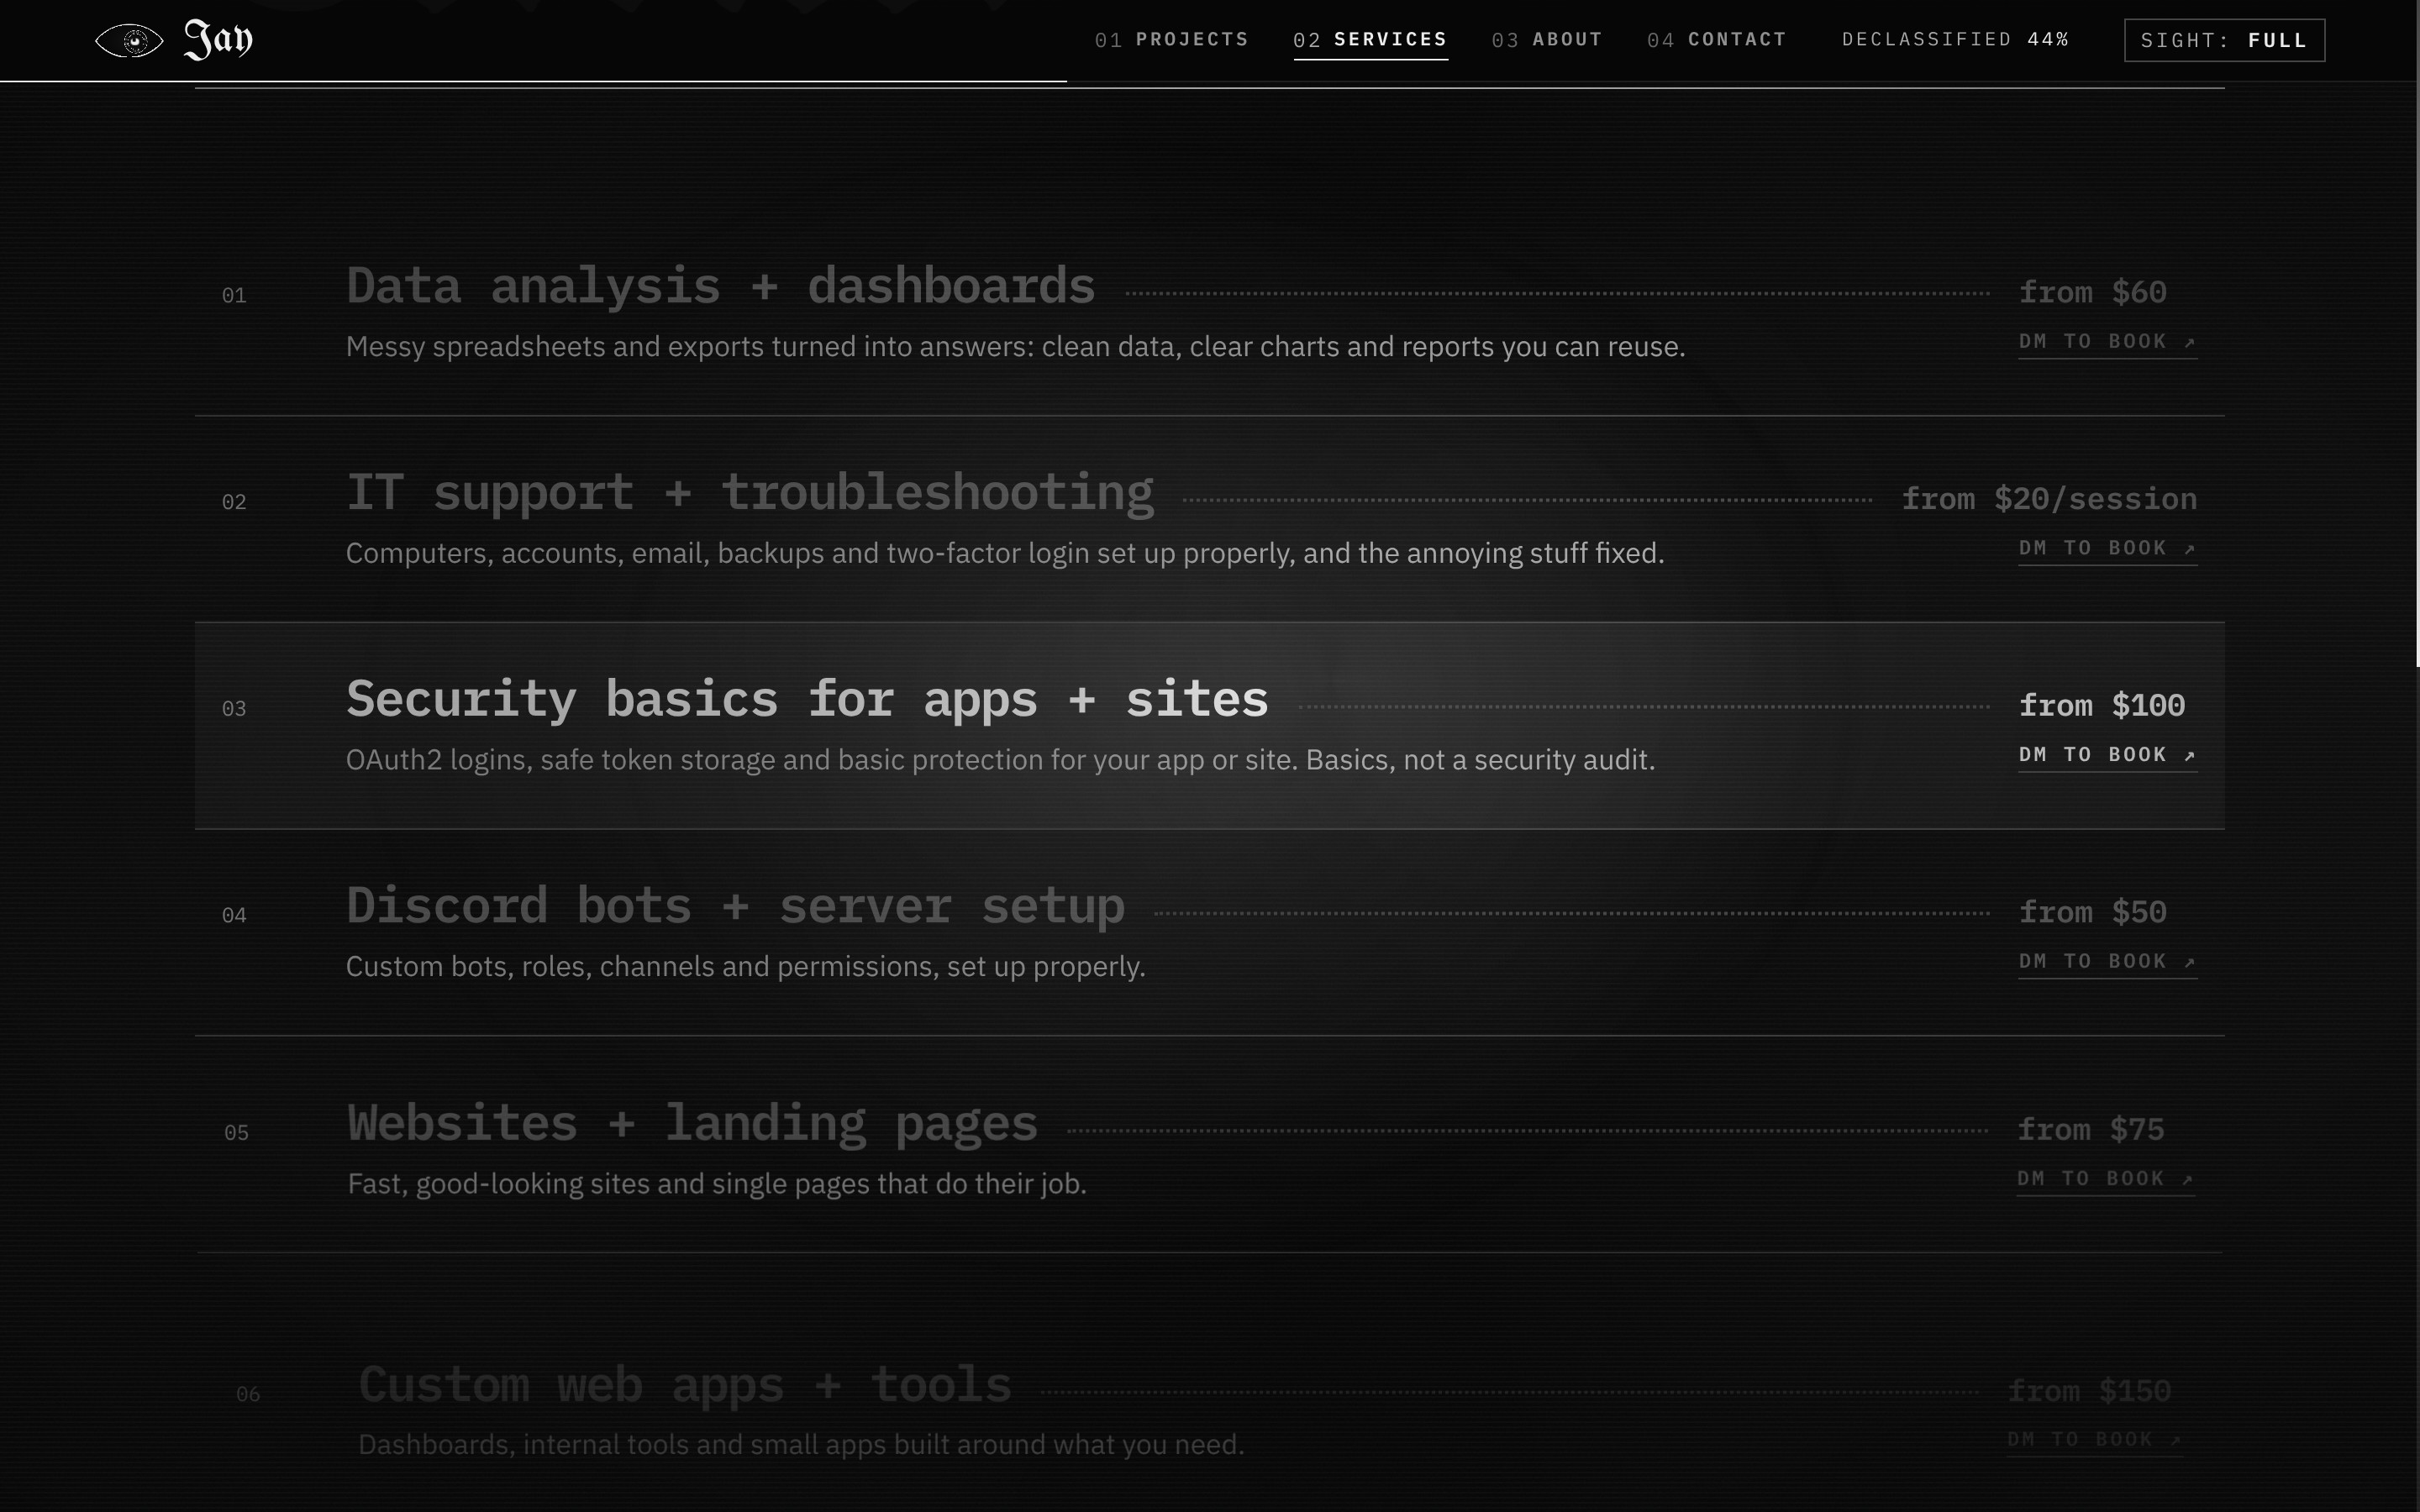 Jay
01 PROJECTS
02 SERVICES
03 ABOUT
04 CONTACT
DECLASSIFIED 44%
SIGHT: FULL
01
Data analysis + dashboards
from $60
Messy spreadsheets and exports turned into answers: clean data, clear charts and reports you can reuse.
DM TO BOOK ↗
02
IT support + troubleshooting
from $20/session
Computers, accounts, email, backups and two-factor login set up properly, and the annoying stuff fixed.
DM TO BOOK ↗
03
Security basics for apps + sites
from $100
OAuth2 logins, safe token storage and basic protection for your app or site. Basics, not a security audit.
DM TO BOOK ↗
04
Discord bots + server setup
from $50
Custom bots, roles, channels and permissions, set up properly.
DM TO BOOK ↗
05
Websites + landing pages
from $75
Fast, good-looking sites and single pages that do their job.
DM TO BOOK ↗
06
Custom web apps + tools
from $150
Dashboards, internal tools and small apps built around what you need.
DM TO BOOK ↗